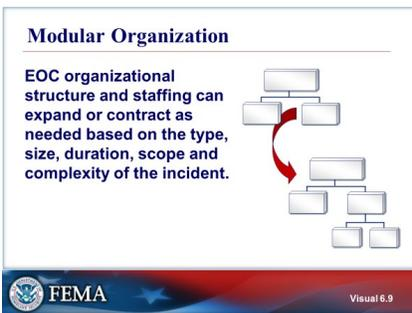 Modular Organization
EOC organizational
structure and staffing can
expand or contract as
needed based on the type,
size, duration, scope and
complexity of the incident.
FEMA
Visual 6.9